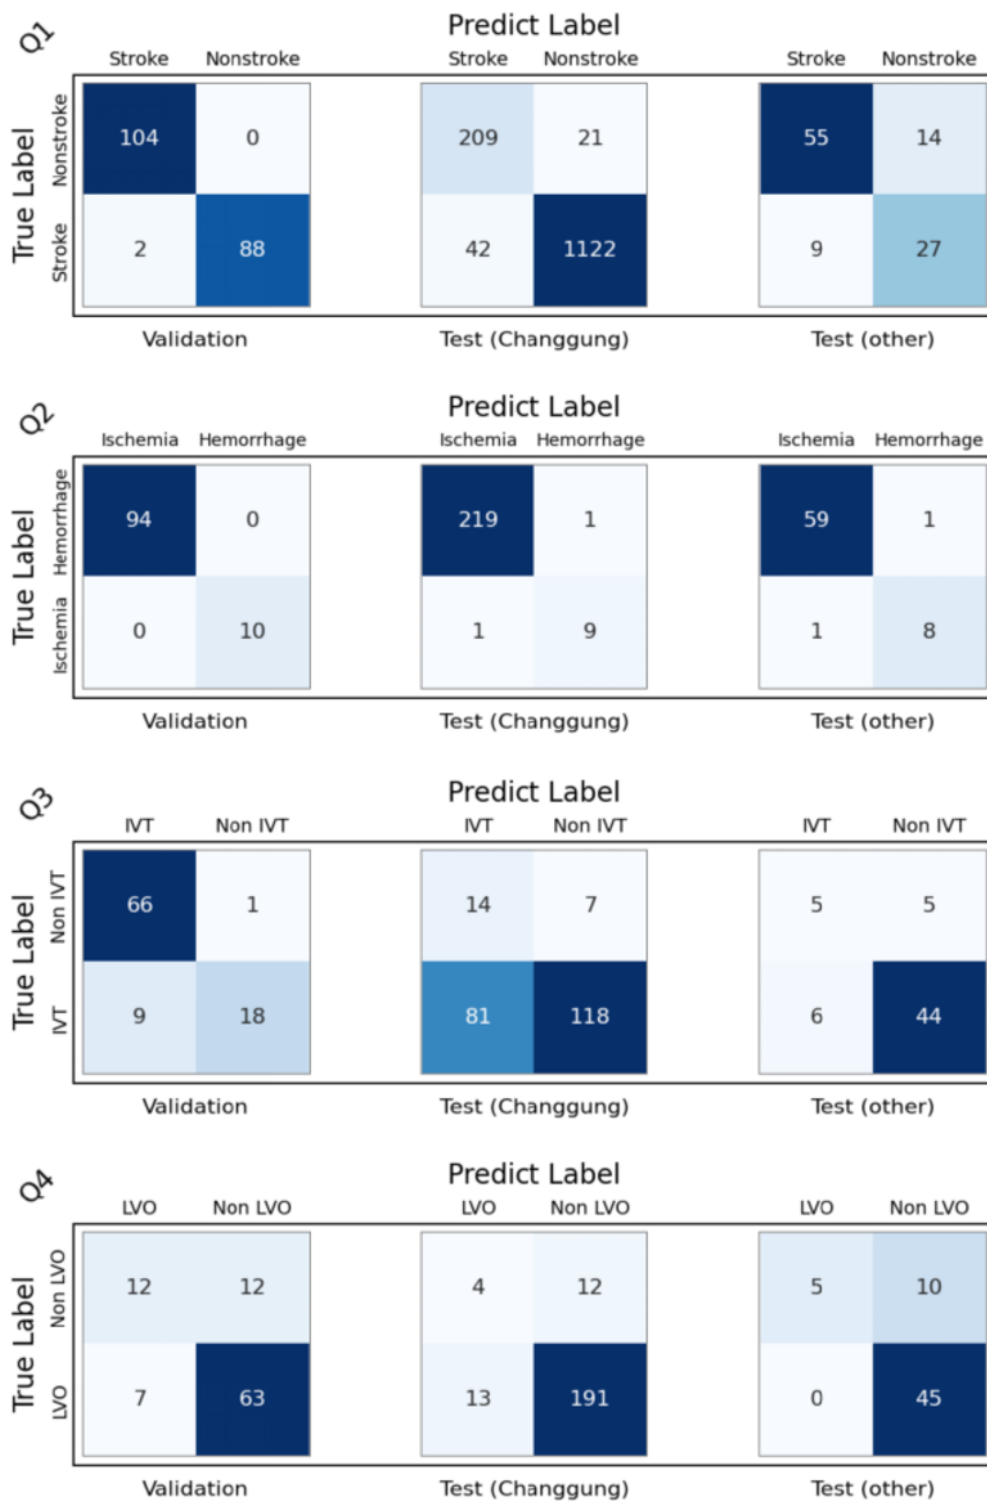 Q1
Predict Label
Stroke Nonstroke Stroke Nonstroke Stroke Nonstroke
True Label
Nonstroke
104 0 209 21 55 14
Stroke
2 88 42 1122 9 27
Validation Test (Changgung) Test (other)
Q2
Predict Label
Ischemia Hemorrhage Ischemia Hemorrhage Ischemia Hemorrhage
True Label
Hemorrhage
94 0 219 1 59 1
Ischemia
0 10 1 9 1 8
Validation Test (Changgung) Test (other)
Q3
Predict Label
IVT Non IVT IVT Non IVT IVT Non IVT
True Label
Non IVT
66 1 14 7 5 5
IVT
9 18 81 118 6 44
Validation Test (Changgung) Test (other)
Q4
Predict Label
LVO Non LVO LVO Non LVO LVO Non LVO
True Label
Non LVO
12 12 4 12 5 10
LVO
7 63 13 191 0 45
Validation Test (Changgung) Test (other)